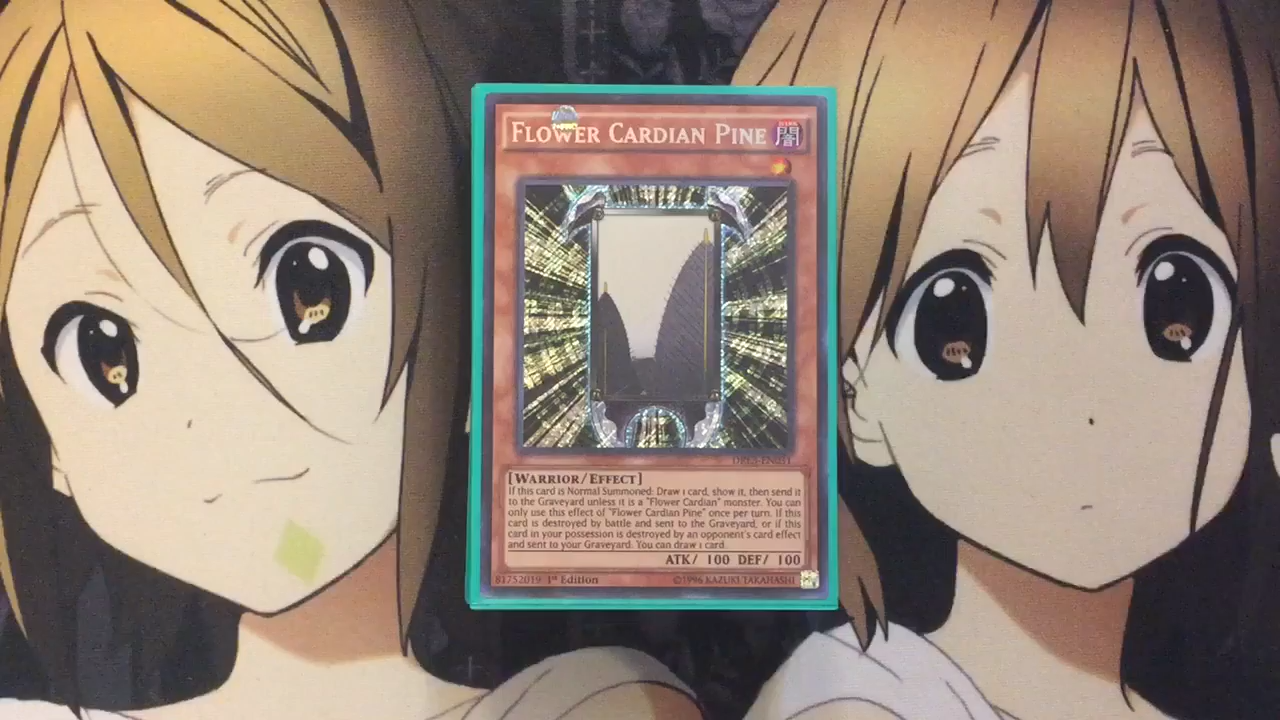 FLOWER CARDIAN PINE
DARK
闇
DRL3-EN031
[WARRIOR/EFFECT]
If this card is Normal Summoned: Draw 1 card, show it, then send it
to the Graveyard unless it is a "Flower Cardian" monster. You can
only use this effect of "Flower Cardian Pine" once per turn. If this
card is destroyed by battle and sent to the Graveyard, or if this
card in your possession is destroyed by an opponent's card effect
and sent to your Graveyard: You can draw 1 card.
ATK/ 100 DEF/ 100
81752019 1st Edition ©1996 KAZUKI TAKAHASHI